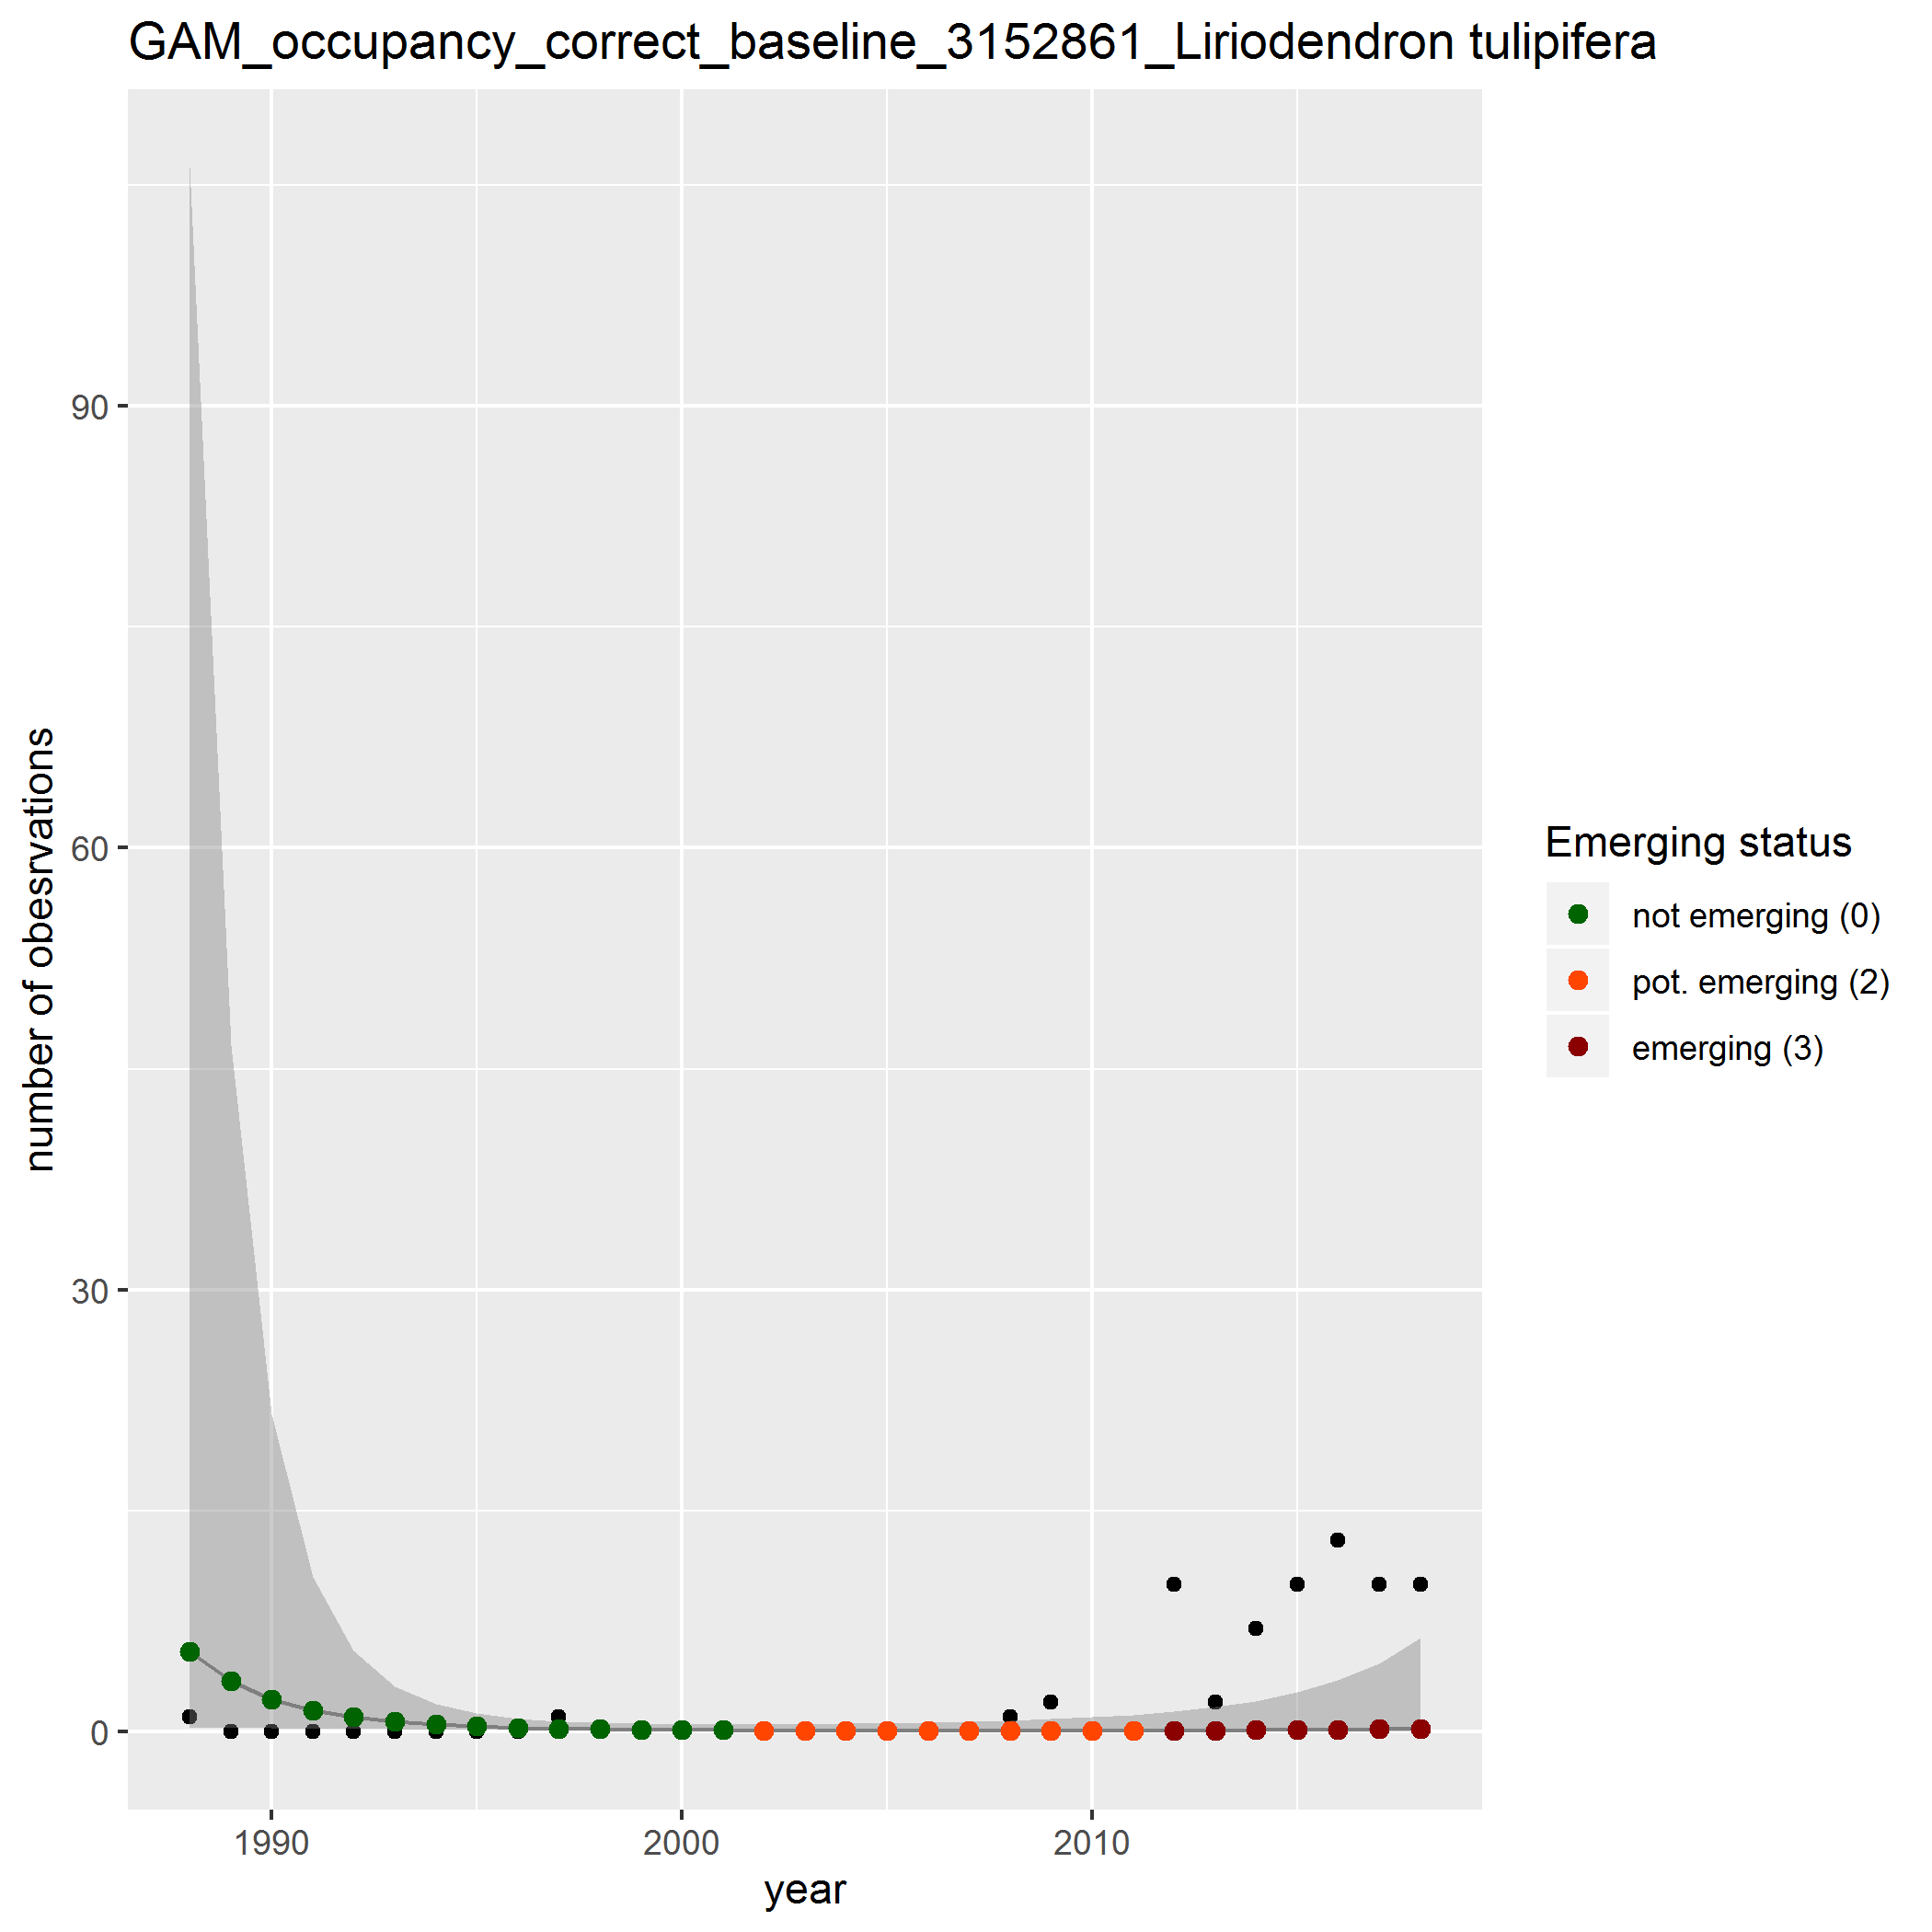 GAM_occupancy_correct_baseline_3152861_Liriodendron tulipifera
number of obesrvations
90
60
30
0
1990
2000
2010
year
Emerging status
not emerging (0)
pot. emerging (2)
emerging (3)